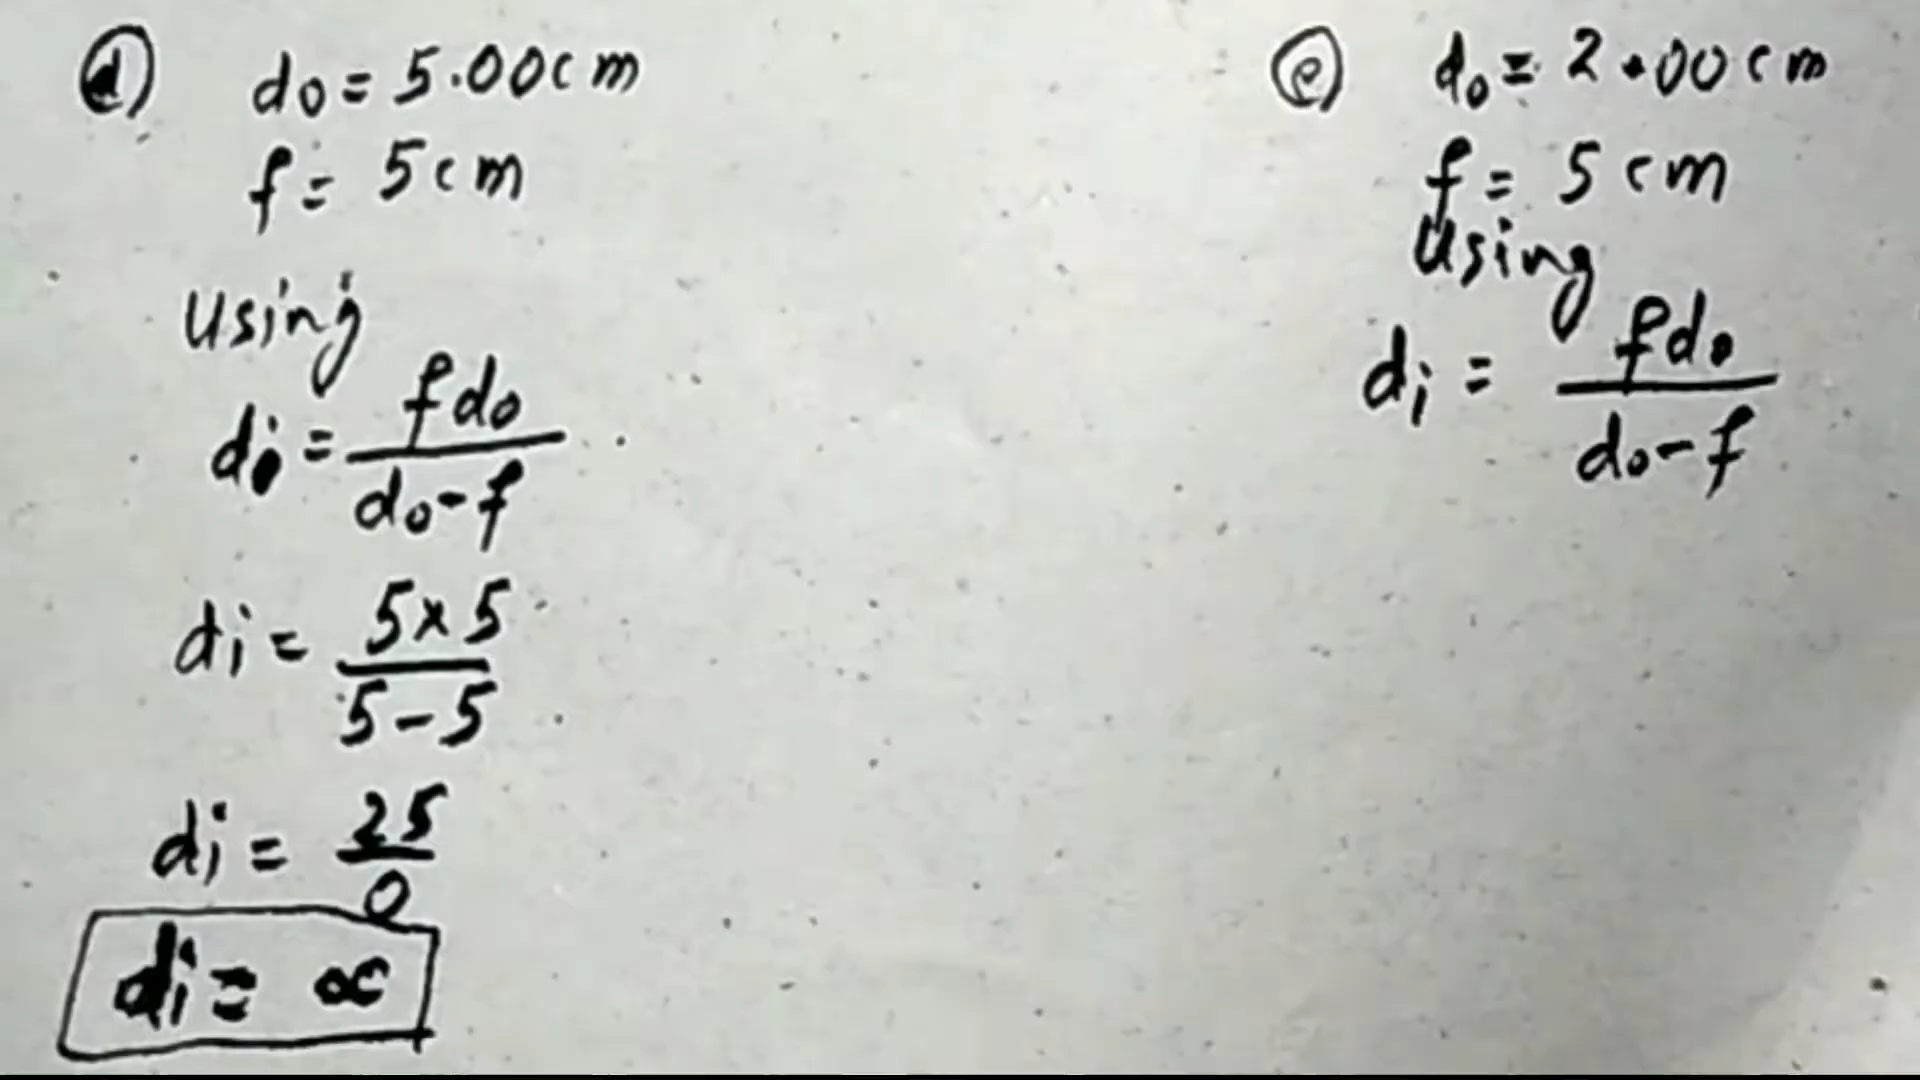 (d) do = 5.00cm
f = 5cm
using
di = fdo / do-f
di = 5×5 / 5-5
di = 25 / 0
di = ∞
(e) do = 2.00cm
f = 5cm
using
di = fdo / do-f